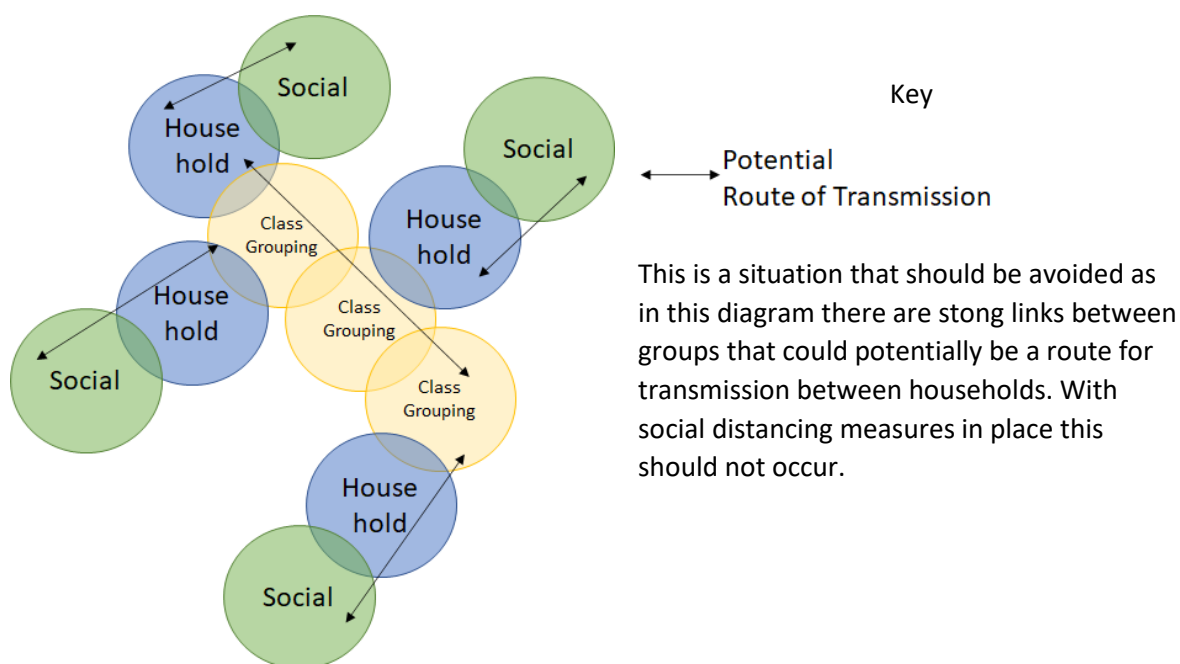 Social
House
hold
Social
House
hold
Class
Grouping
House
hold
Class
Grouping
Social
Class
Grouping
House
hold
Social
Key
Potential
Route of Transmission
This is a situation that should be avoided as
in this diagram there are stong links between
groups that could potentially be a route for
transmission between households. With
social distancing measures in place this
should not occur.